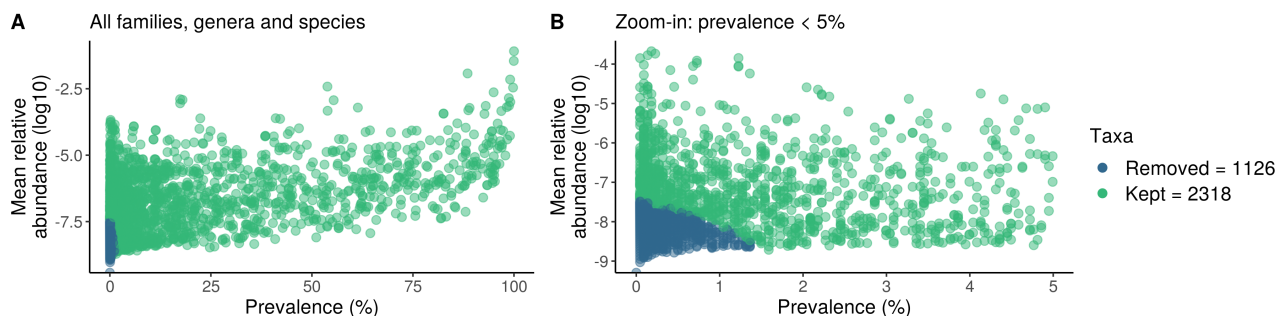 A All families, genera and species
Mean relative
abundance (log10)
-2.5
-5.0
-7.5
0 25 50 75 100
Prevalence (%)
B Zoom-in: prevalence < 5%
Mean relative
abundance (log10)
-4
-5
-6
-7
-8
-9
0 1 2 3 4 5
Prevalence (%)
Taxa
Removed = 1126
Kept = 2318